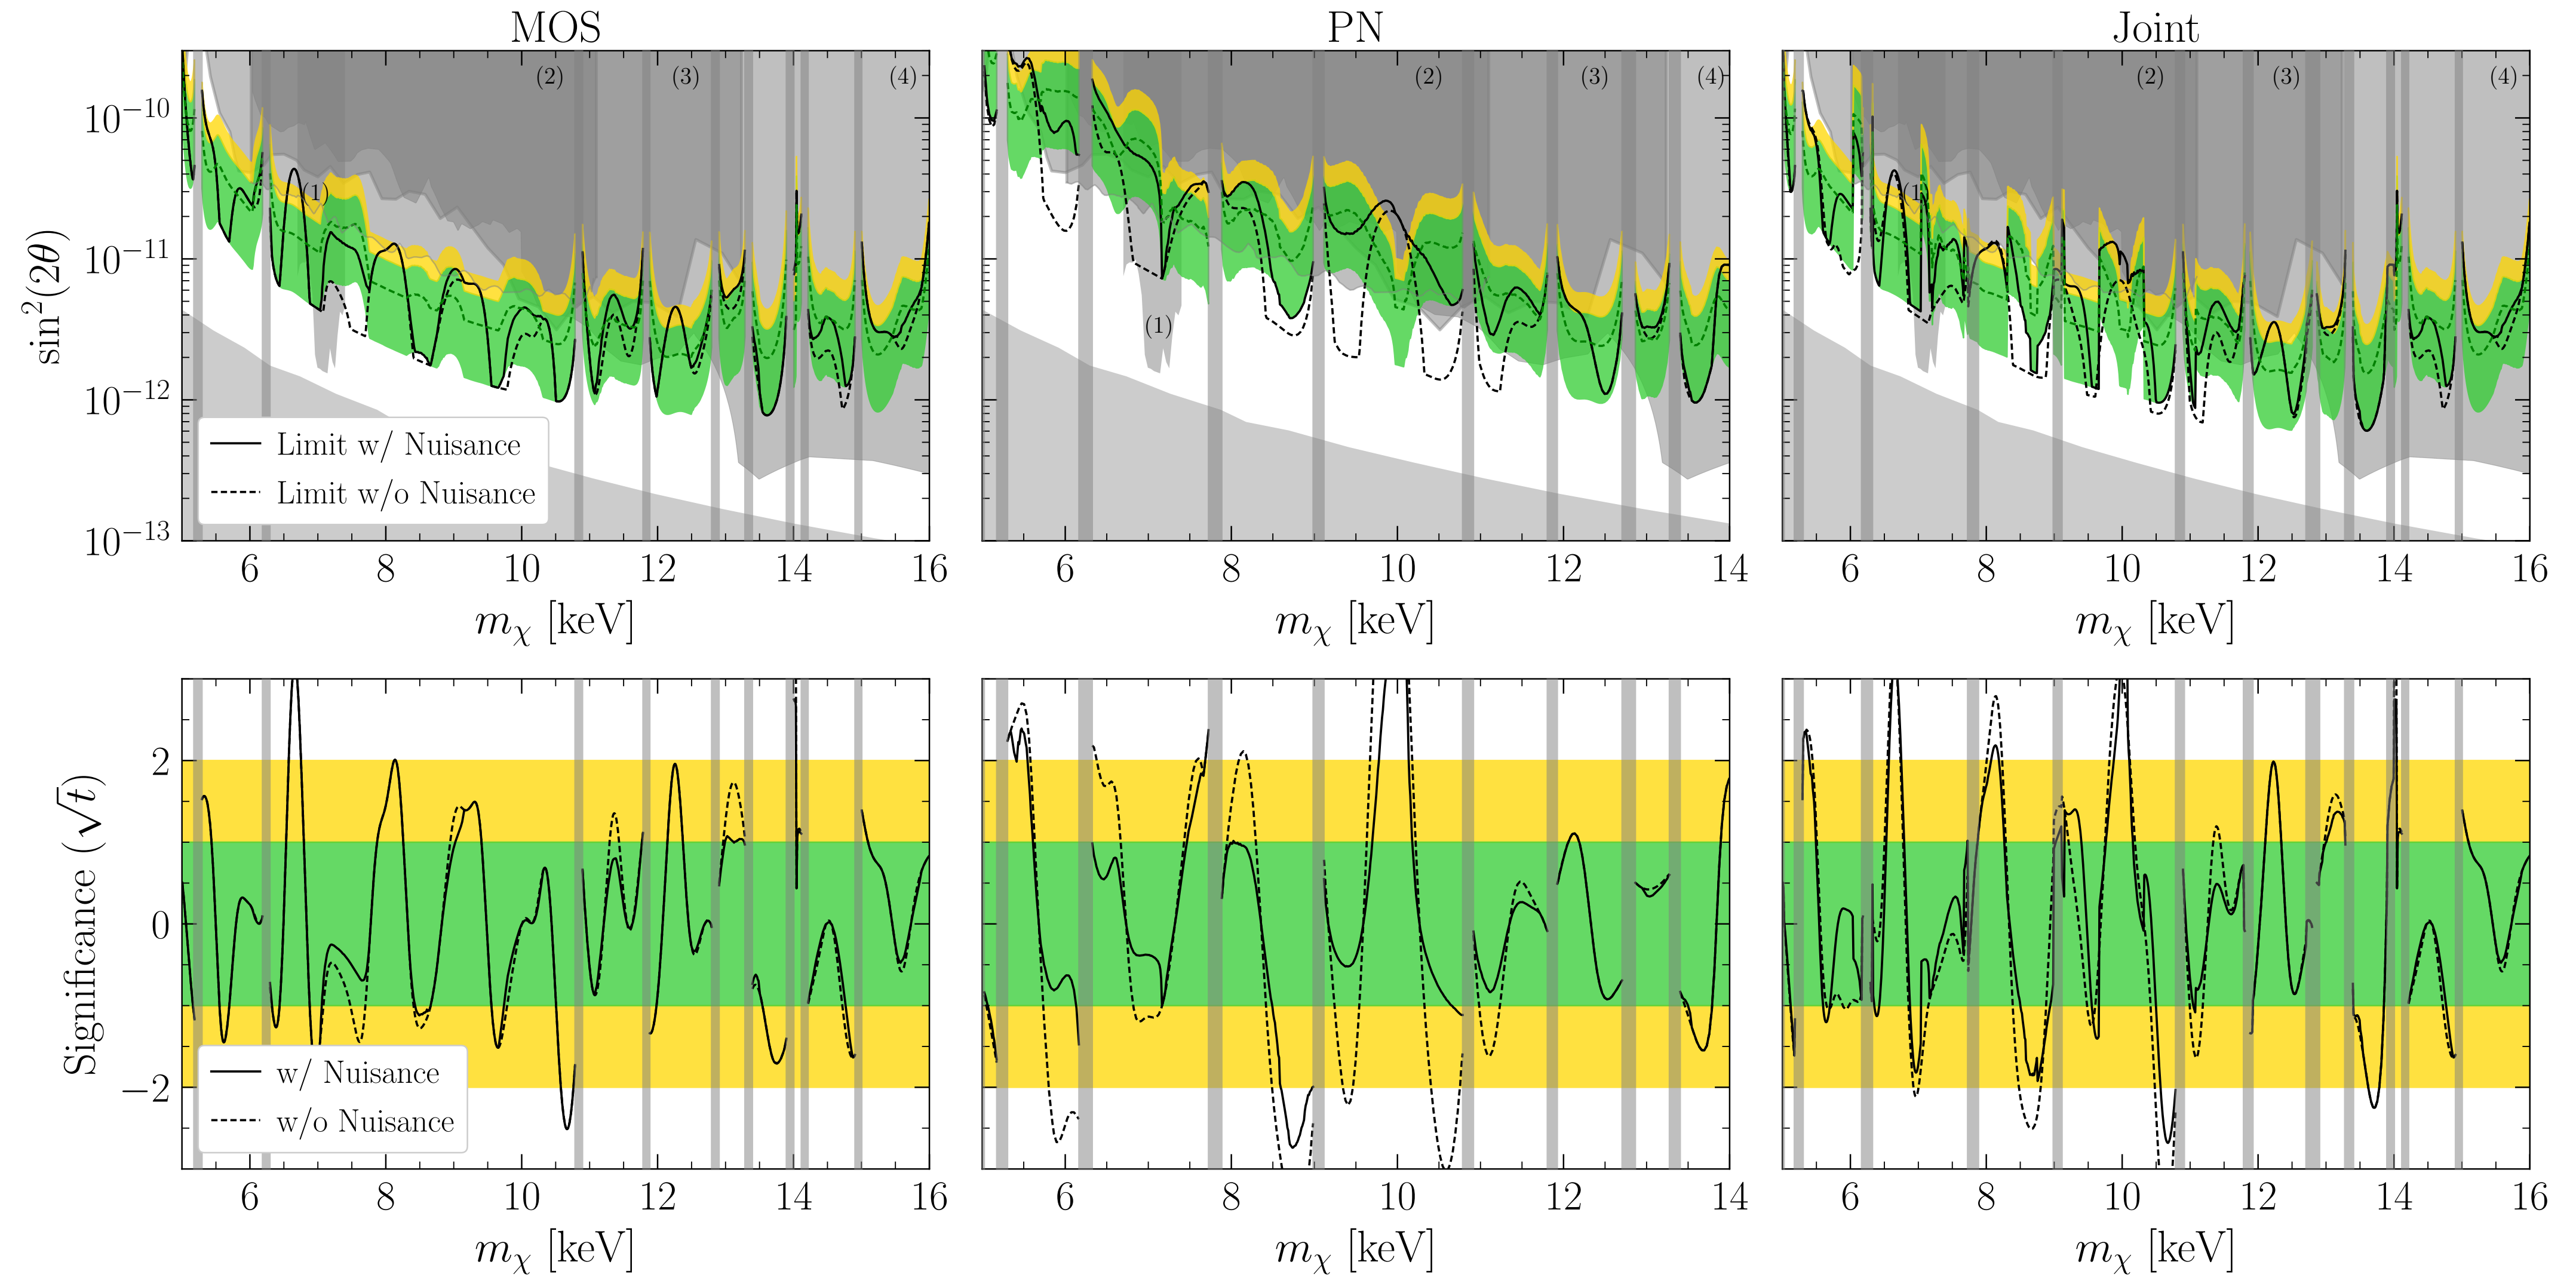 MOS PN Joint
(2) (3) (4) (2) (3) (4) (2) (3) (4)
10⁻¹⁰
(1) (1)
10⁻¹¹
sin²(2θ)
(1)
10⁻¹²
Limit w/ Nuisance
Limit w/o Nuisance
10⁻¹³
6 8 10 12 14 16 6 8 10 12 14 6 8 10 12 14 16
m_χ [keV] m_χ [keV] m_χ [keV]
2
0
−2
Significance (√t)
w/ Nuisance
w/o Nuisance
6 8 10 12 14 16 6 8 10 12 14 6 8 10 12 14 16
m_χ [keV] m_χ [keV] m_χ [keV]